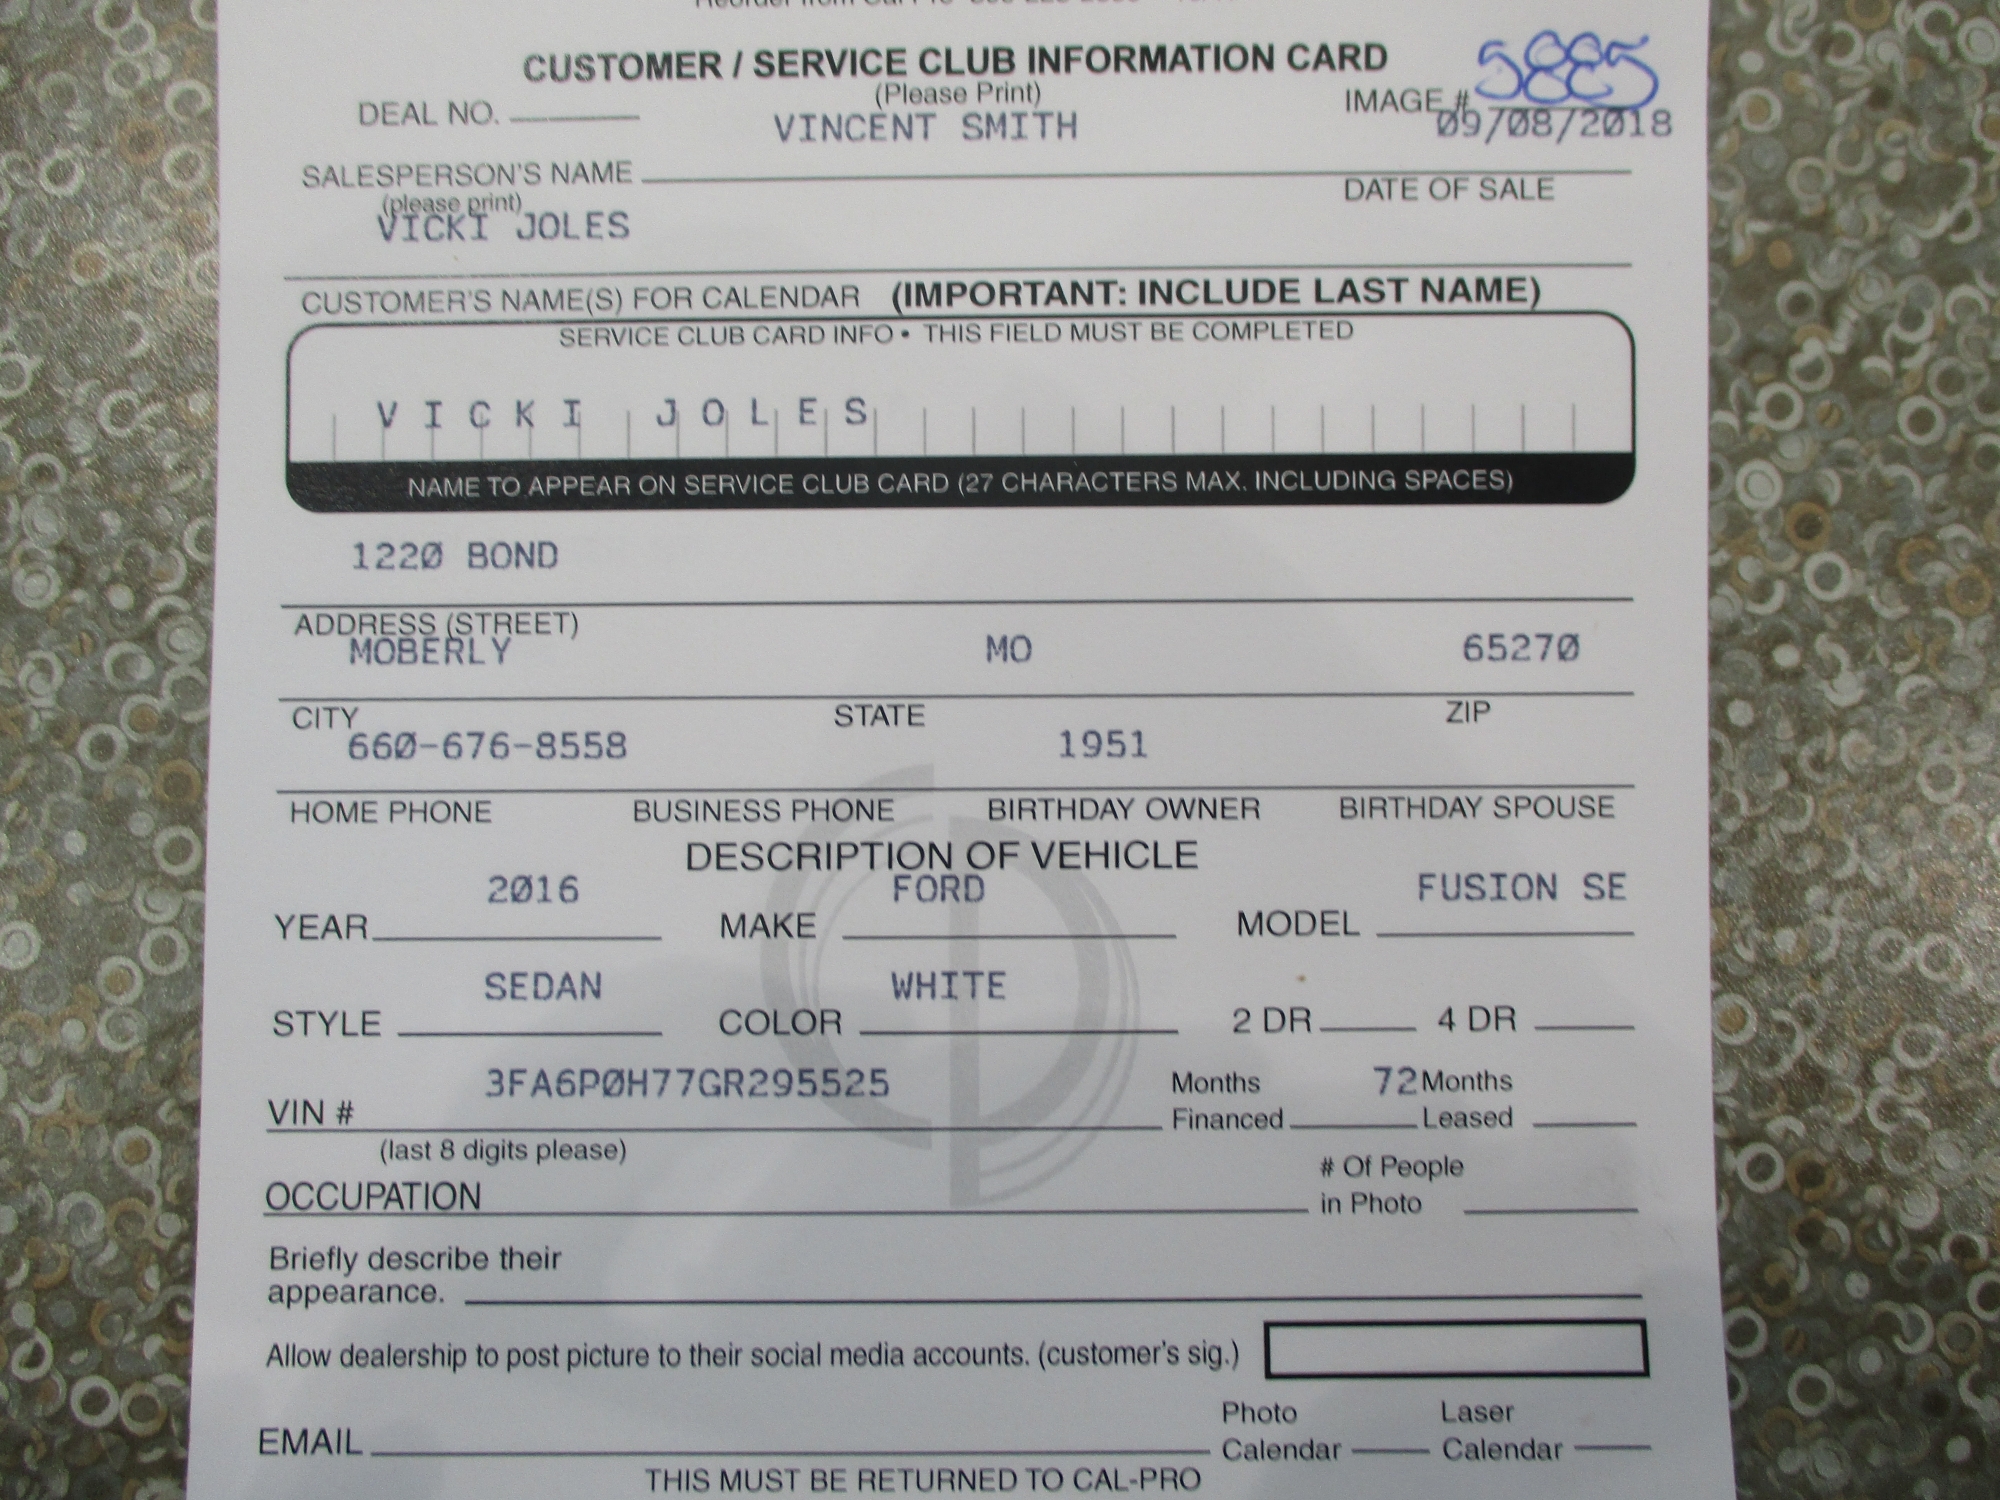 CUSTOMER / SERVICE CLUB INFORMATION CARD
(Please Print)
5885
DEAL NO.
IMAGE #
VINCENT SMITH
09/08/2018
SALESPERSON'S NAME
(please print)
DATE OF SALE
VICKI JOLES
CUSTOMER'S NAME(S) FOR CALENDAR (IMPORTANT: INCLUDE LAST NAME)
SERVICE CLUB CARD INFO • THIS FIELD MUST BE COMPLETED
VICKI JOLES
NAME TO APPEAR ON SERVICE CLUB CARD (27 CHARACTERS MAX. INCLUDING SPACES)
1220 BOND
ADDRESS (STREET)
MOBERLY MO 65270
CITY STATE ZIP
660-676-8558 1951
HOME PHONE BUSINESS PHONE BIRTHDAY OWNER BIRTHDAY SPOUSE
DESCRIPTION OF VEHICLE
2016 FORD FUSION SE
YEAR MAKE MODEL
SEDAN WHITE
STYLE COLOR 2 DR 4 DR
3FA6P0H77GR295525 Months 72 Months
VIN # Financed Leased
(last 8 digits please)
# Of People
OCCUPATION in Photo
Briefly describe their
appearance.
Allow dealership to post picture to their social media accounts. (customer's sig.)
Photo Laser
EMAIL Calendar Calendar
THIS MUST BE RETURNED TO CAL-PRO